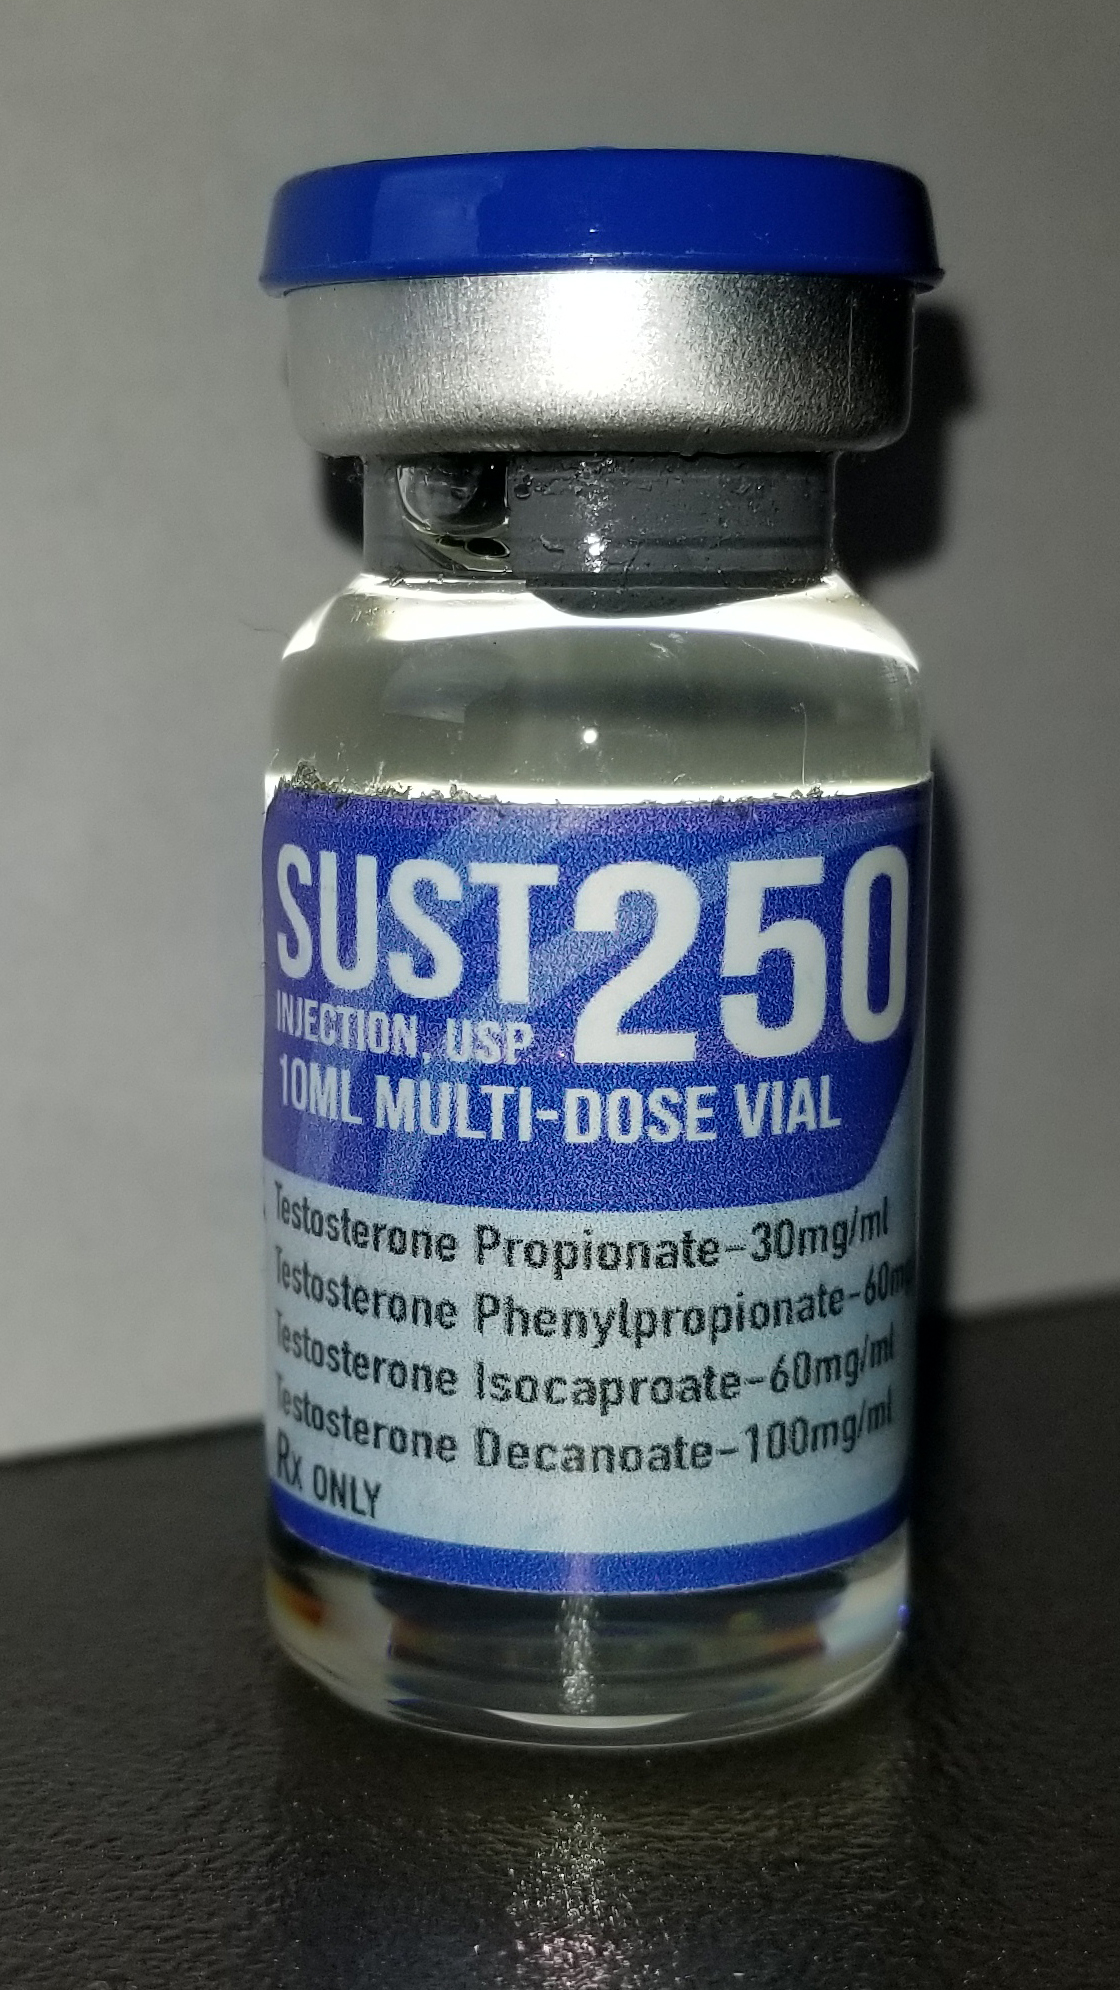 SUST250
INJECTION, USP
10ML MULTI-DOSE VIAL
Testosterone Propionate-30mg/ml
Testosterone Phenylpropionate-60mg
Testosterone Isocaproate-60mg/ml
Testosterone Decanoate-100mg/ml
Rx ONLY